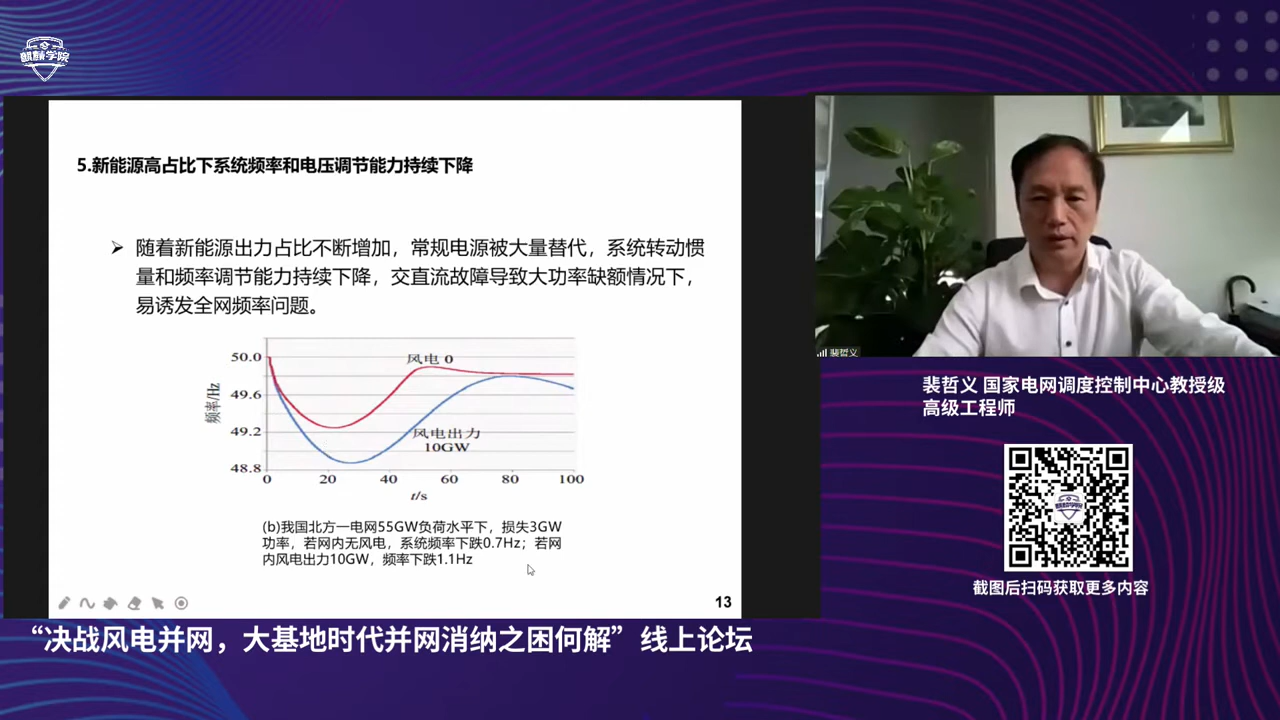 麒麟学院
5.新能源高占比下系统频率和电压调节能力持续下降
➢ 随着新能源出力占比不断增加，常规电源被大量替代，系统转动惯
量和频率调节能力持续下降，交直流故障导致大功率缺额情况下，
易诱发全网频率问题。
频率/Hz
50.0
49.6
49.2
48.8
风电 0
风电出力
10GW
0 20 40 60 80 100
t/s
(b)我国北方一电网55GW负荷水平下，损失3GW
功率，若网内无风电，系统频率下跌0.7Hz；若网
内风电出力10GW，频率下跌1.1Hz
13
裴哲义
裴哲义 国家电网调度控制中心教授级
高级工程师
截图后扫码获取更多内容
“决战风电并网，大基地时代并网消纳之困何解”线上论坛